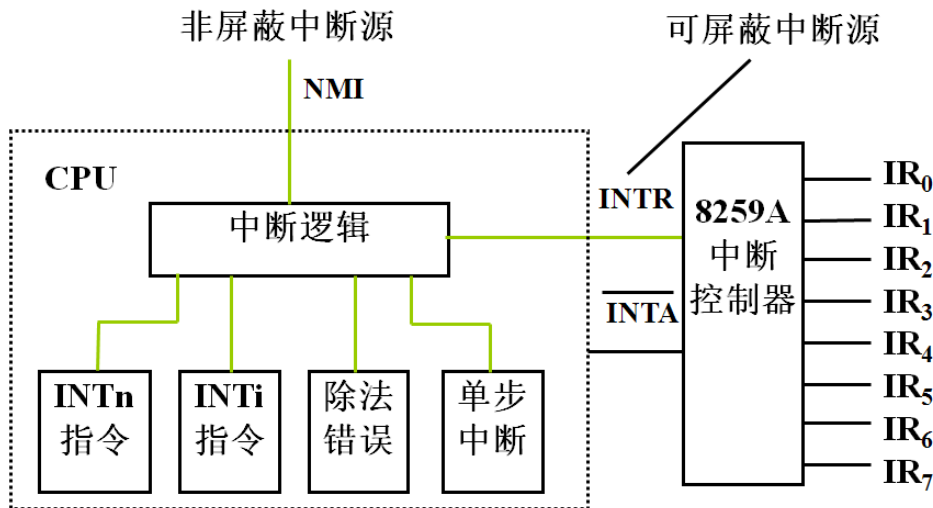 非屏蔽中断源
可屏蔽中断源
NMI
CPU
中断逻辑
INTn
指令
INTi
指令
除法
错误
单步
中断
INTR
INTA
8259A
中断
控制器
IR0
IR1
IR2
IR3
IR4
IR5
IR6
IR7